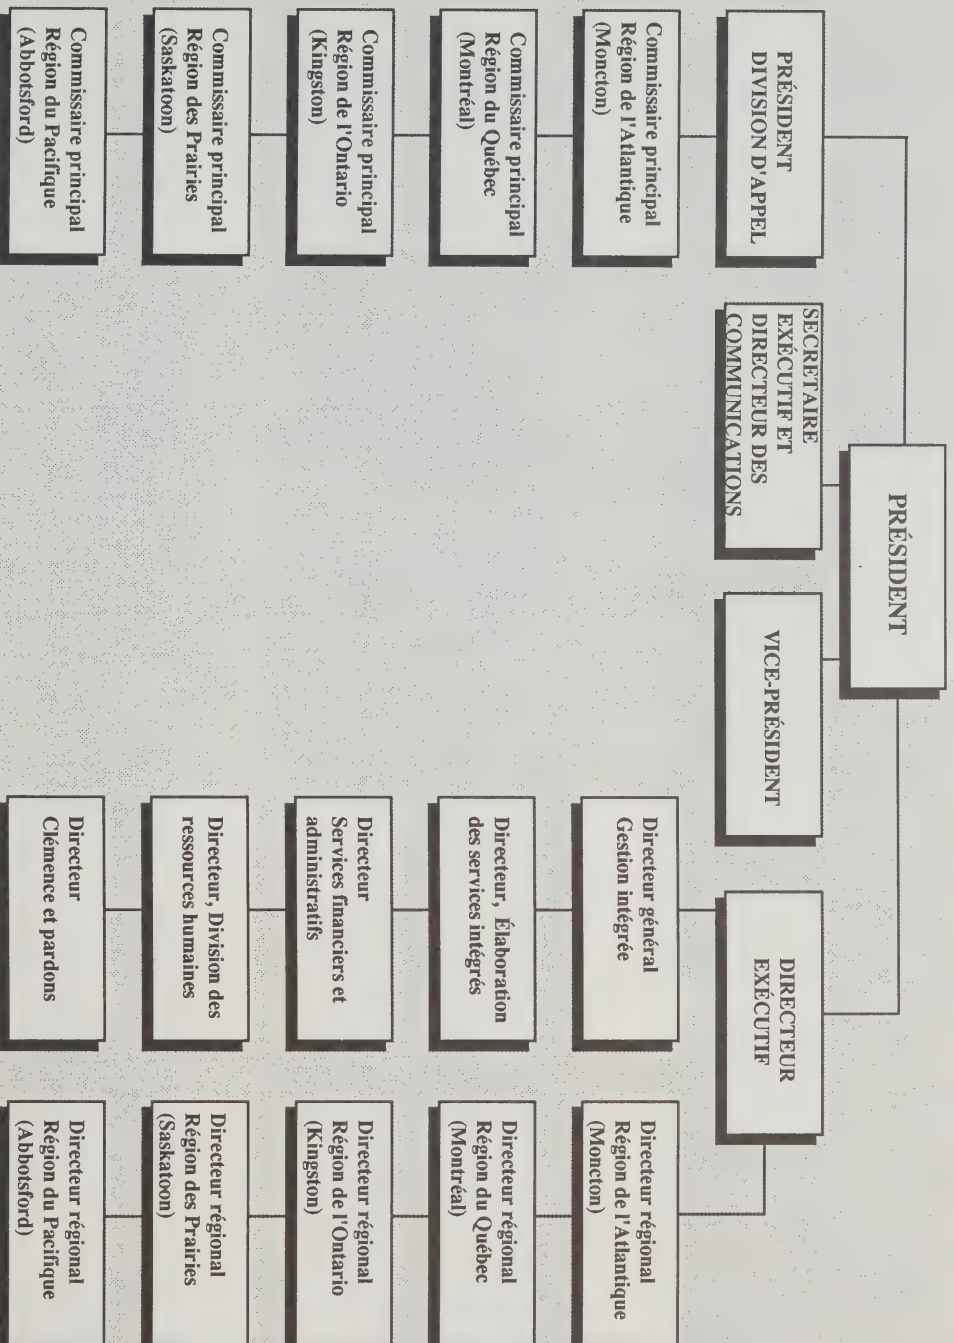 PRÉSIDENT
PRÉSIDENT
DIVISION D'APPEL
SECRETAIRE
EXÉCUTIF ET
DIRECTEUR DES
COMMUNICATIONS
VICE-PRÉSIDENT
DIRECTEUR
EXÉCUTIF
Commissaire principal
Région de l'Atlantique
(Moncton)
Commissaire principal
Région du Québec
(Montréal)
Commissaire principal
Région de l'Ontario
(Kingston)
Commissaire principal
Région des Prairies
(Saskatoon)
Commissaire principal
Région du Pacifique
(Abbotsford)
Directeur général
Gestion intégrée
Directeur, Élaboration
des services intégrés
Directeur
Services financiers et
administratifs
Directeur, Division des
ressources humaines
Directeur
Clémence et pardons
Directeur régional
Région de l'Atlantique
(Moncton)
Directeur régional
Région du Québec
(Montréal)
Directeur régional
Région de l'Ontario
(Kingston)
Directeur régional
Région des Prairies
(Saskatoon)
Directeur régional
Région du Pacifique
(Abbotsford)